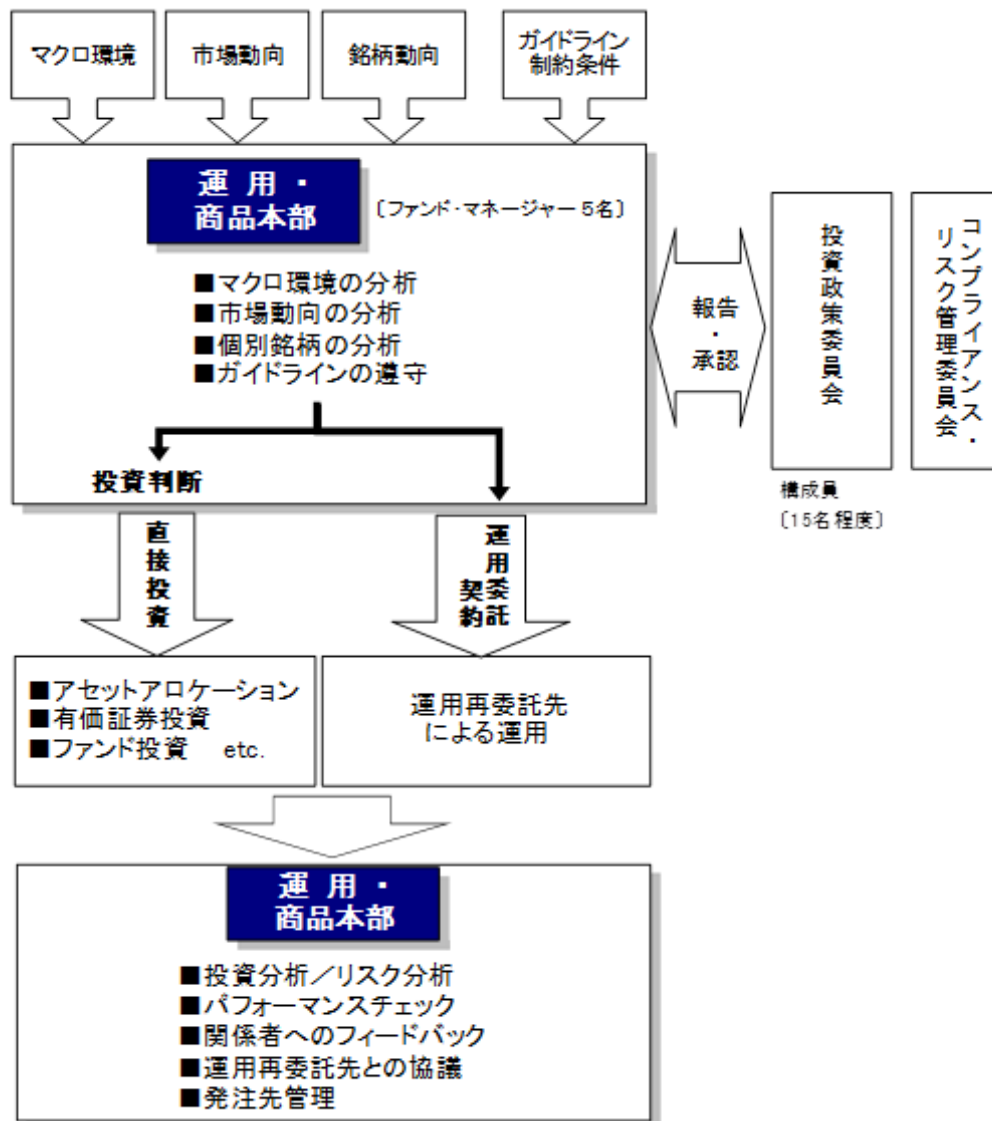 マクロ環境
市場動向
銘柄動向
ガイドライン
制約条件
運 用 ・
商品本部
〔ファンド・マネージャー 5名〕
■マクロ環境の分析
■市場動向の分析
■個別銘柄の分析
■ガイドラインの遵守
投資判断
報告
・
承認
投資政策委員会
コンプライアンス・
リスク管理委員会
構成員
〔15名程度〕
直接投資
運用委託
契約
■アセットアロケーション
■有価証券投資
■ファンド投資 etc.
運用再委託先
による運用
運 用 ・
商品本部
■投資分析／リスク分析
■パフォーマンスチェック
■関係者へのフィードバック
■運用再委託先との協議
■発注先管理